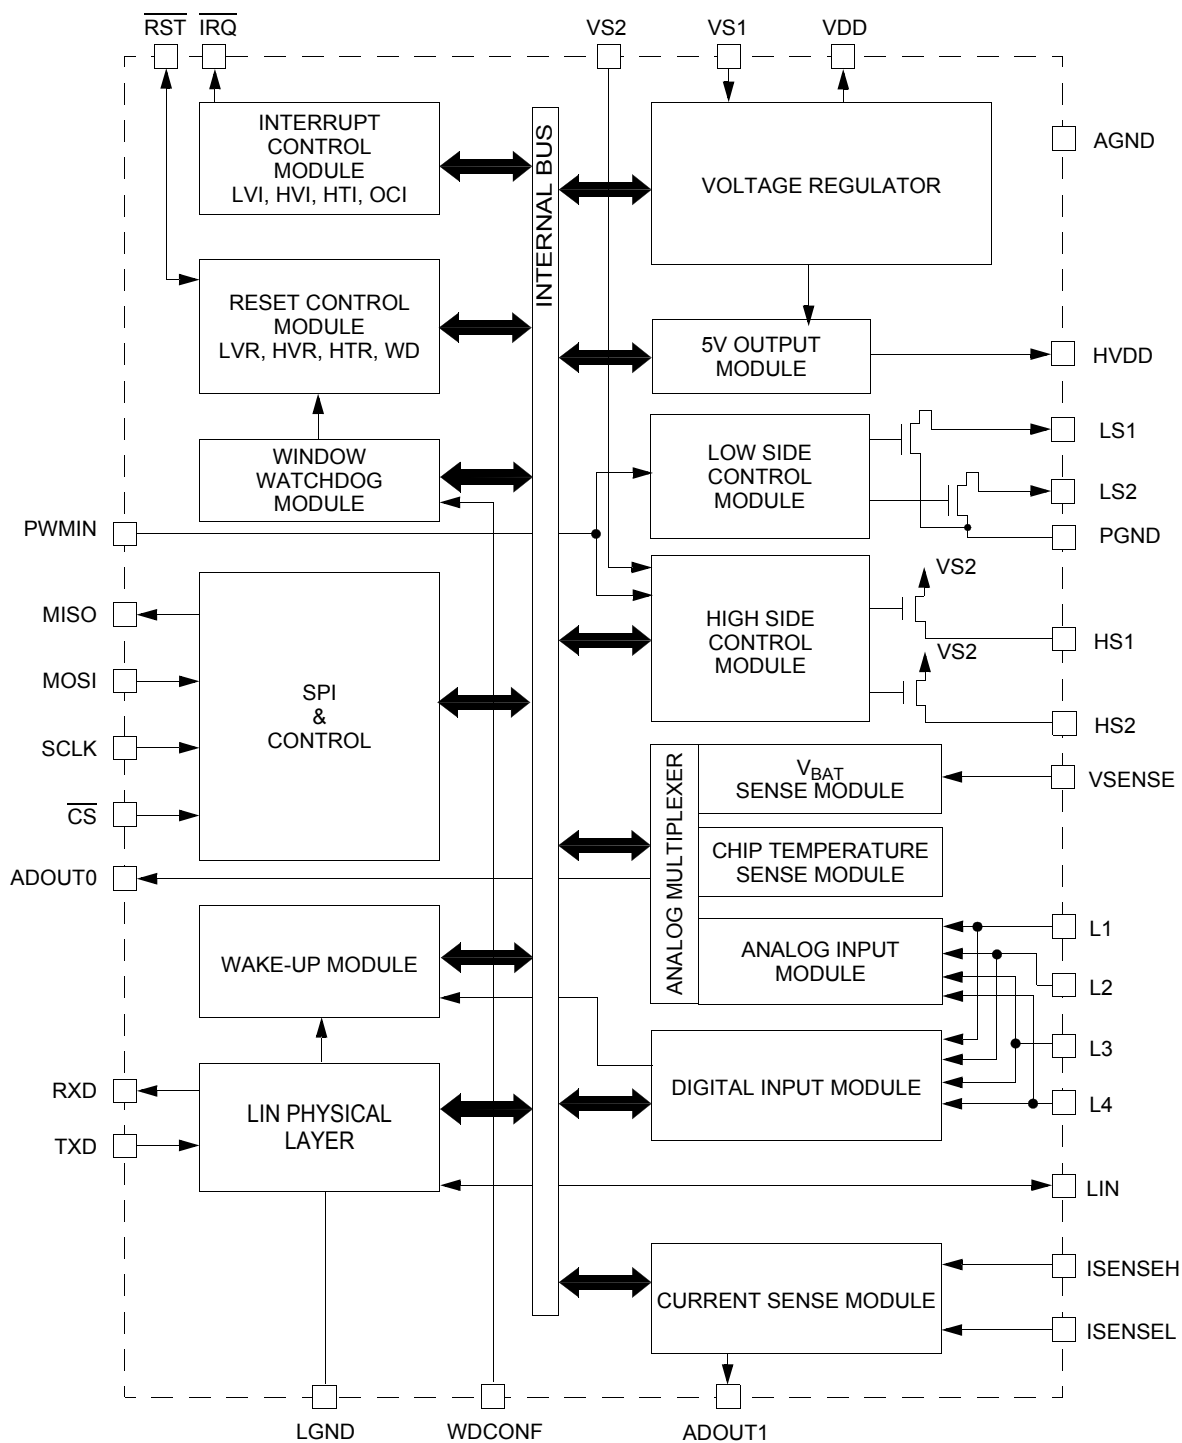 RST IRQ VS2 VS1 VDD
INTERRUPT
CONTROL
MODULE
LVI, HVI, HTI, OCI
INTERNAL BUS
VOLTAGE REGULATOR
AGND
RESET CONTROL
MODULE
LVR, HVR, HTR, WD
5V OUTPUT
MODULE
HVDD
WINDOW
WATCHDOG
MODULE
LOW SIDE
CONTROL
MODULE
LS1
LS2
PGND
PWMIN
MISO
MOSI
SCLK
CS
SPI
&
CONTROL
HIGH SIDE
CONTROL
MODULE
VS2
HS1
VS2
HS2
ANALOG MULTIPLEXER
VBAT
SENSE MODULE
VSENSE
CHIP TEMPERATURE
SENSE MODULE
ADOUT0
WAKE-UP MODULE
ANALOG INPUT
MODULE
L1
L2
L3
L4
DIGITAL INPUT MODULE
RXD
TXD
LIN PHYSICAL
LAYER
LIN
CURRENT SENSE MODULE
ISENSEH
ISENSEL
LGND WDCONF ADOUT1